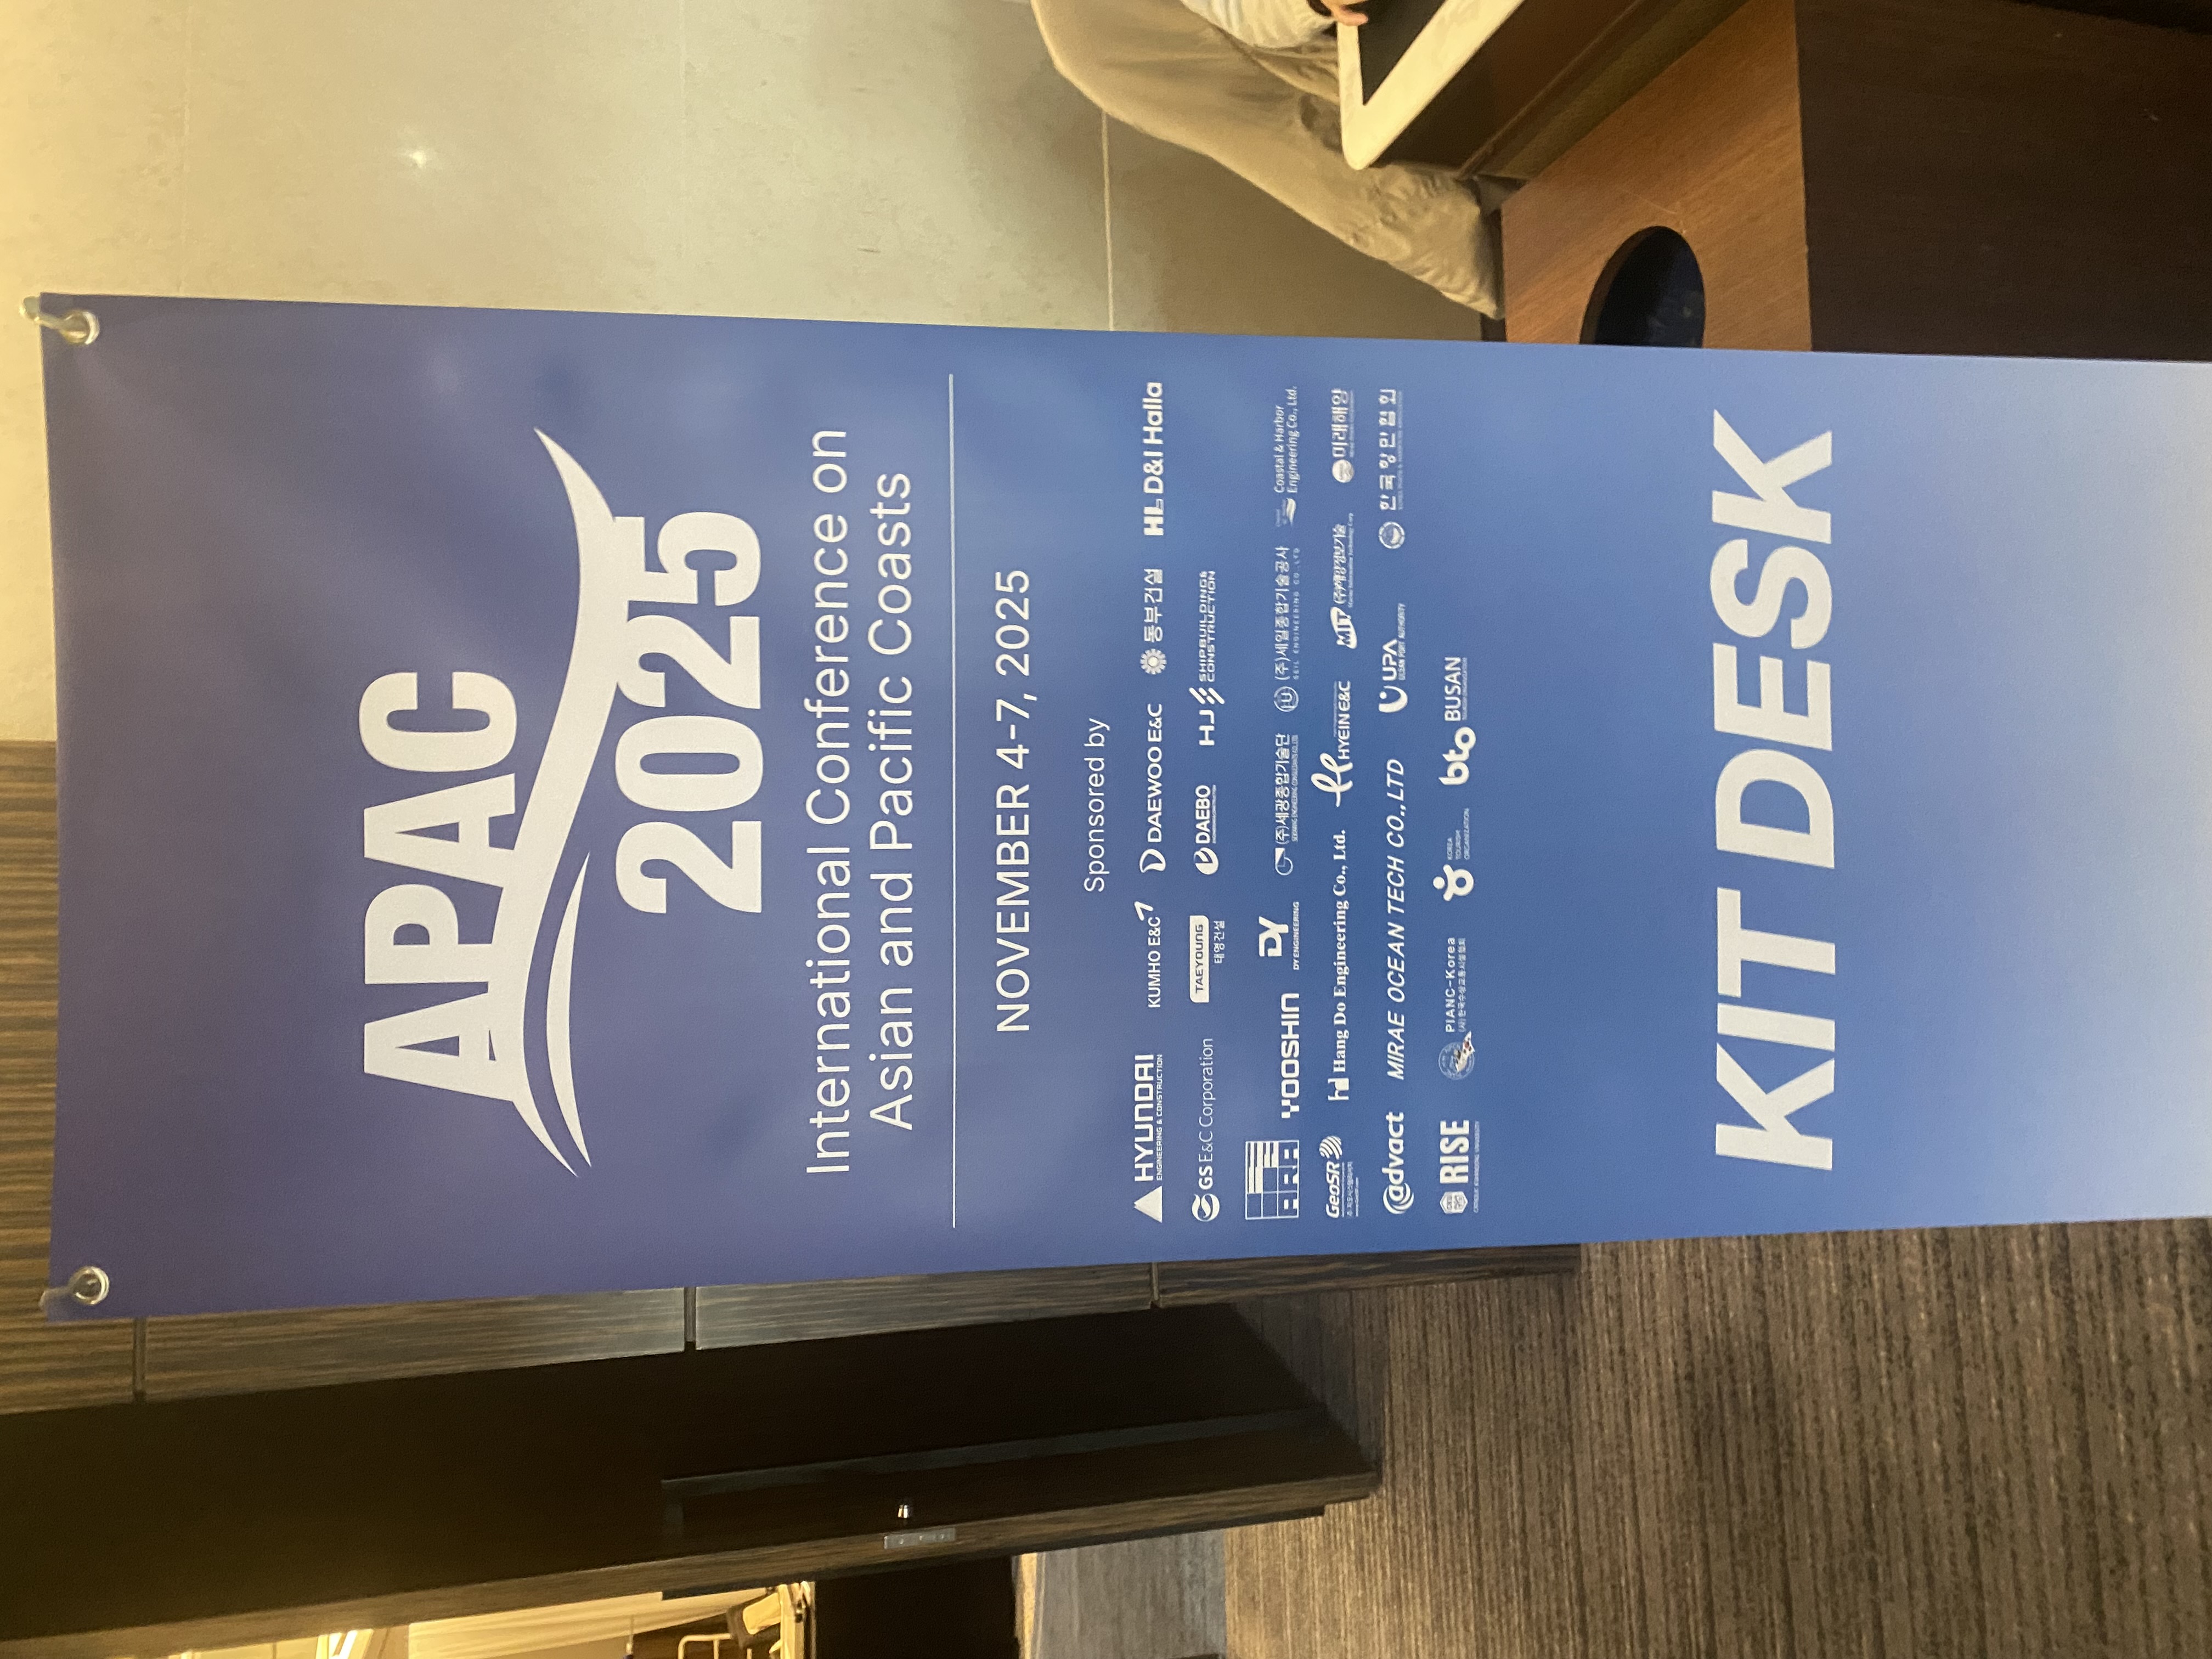 APAC
2025
International Conference on
Asian and Pacific Coasts
NOVEMBER 4-7, 2025
Sponsored by
HYUNDAI
ENGINEERING & CONSTRUCTION
KUMHO E&C
DAEWOO E&C
동부건설
HL D&I Halla
GS E&C Corporation
TAEYOUNG
태영건설
DAEBO
HJ SHIPBUILDING &
CONSTRUCTION
ARA
YOOSHIN
DY
DY ENGINEERING
(주)세광종합기술단
(주)세일종합기술공사
SEIL ENGINEERING CO.,LTD
Coastal & Harbor
Engineering Co., Ltd.
GeoSR
Hang Do Engineering Co., Ltd.
HYEIN E&C
MIT (주)해양정보기술
미래해양
advact
MIRAE OCEAN TECH CO., LTD
UPA
ULSAN PORT AUTHORITY
한국항만협회
RISE
PIANC-Korea
KOREA
TOURISM
ORGANIZATION
bto BUSAN
KIT DESK